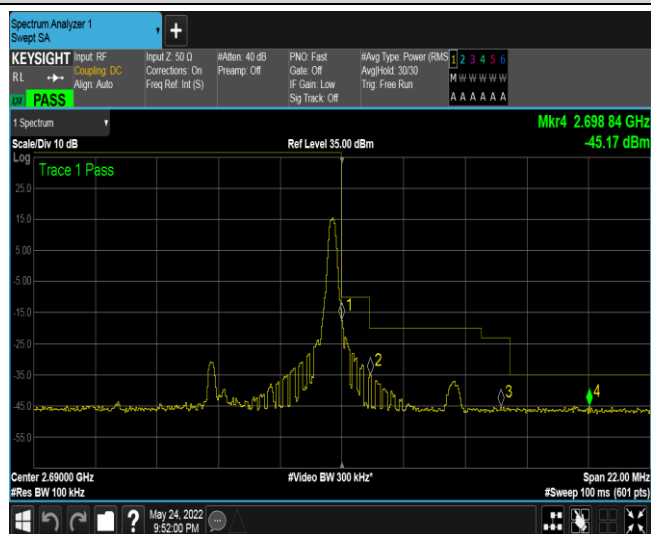 Spectrum Analyzer 1
Swept SA
+
KEYSIGHT Input: RF Input Z: 50 Ω #Atten: 40 dB PNO: Fast #Avg Type: Power (RMS 1 2 3 4 5 6
RL Coupling: DC Corrections: On Preamp: Off Gate: Off Avg|Hold: 30/30 M W W W W W
Align: Auto Freq Ref: Int (S) IF Gain: Low Trig: Free Run
LXI PASS Sig Track: Off A A A A A A
1 Spectrum Mkr4 2.698 84 GHz
Scale/Div 10 dB Ref Level 35.00 dBm -45.17 dBm
Log
Trace 1 Pass
25.0
15.0
5.00
-5.00
-15.0
1
-25.0
2
-35.0
3
4
-45.0
-55.0
Center 2.69000 GHz #Video BW 300 kHz* Span 22.00 MHz
#Res BW 100 kHz #Sweep 100 ms (601 pts)
? May 24, 2022
9:52:00 PM